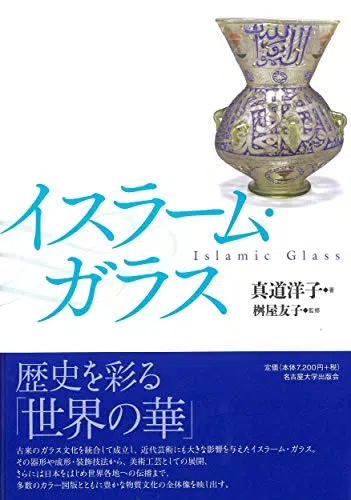 イスラーム・
Islamic Glass
ガラス
真道洋子◆著
桝屋友子◆監修
定価(本体7,200円+税)
名古屋大学出版会
歴史を彩る
「世界の華」
古来のガラス文化を統合して成立し、近代芸術にも大きな影響を与えたイスラーム・ガラス。
その器形や成形・装飾技法から、美術工芸としての展開、
さらには日本をはじめ世界各地への伝播まで、
多数のカラー図版とともに豊かな物質文化の全体像を映し出す。